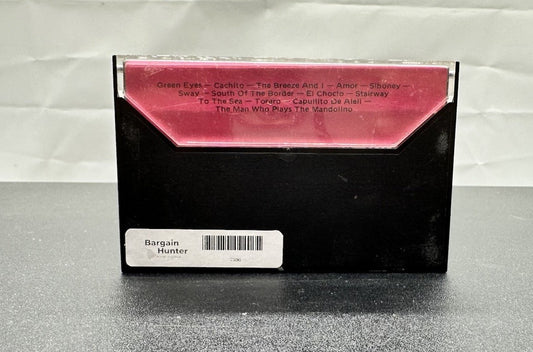 Green Eyes — Cachito — The Breeze And I — Amor — Siboney —
Sway — South Of The Border — El Choclo — Stairway
To The Sea — Torero — Capullito De Aleli —
The Man Who Plays The Mandolino
Bargain
Hunter